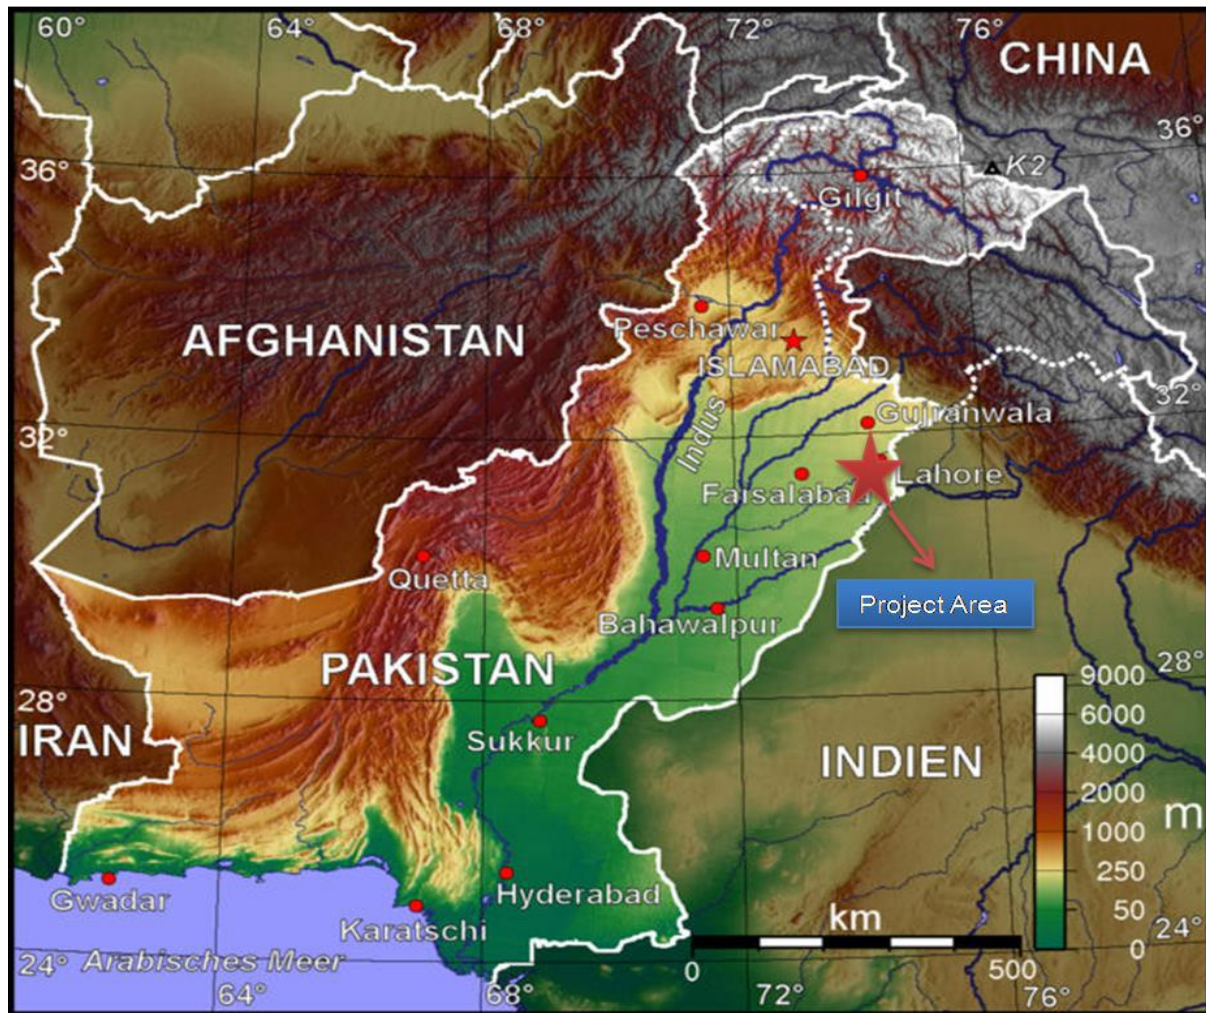 60°
64°
68°
72°
76°
CHINA
36°
36°
K2
Gilgit
Peschawar
AFGHANISTAN
ISLAMABAD
32°
Gujranwala
32°
Indus
Lahore
Faisalabad
Multan
Quetta
Project Area
Bahawalpur
PAKISTAN
28°
28°
9000
6000
IRAN
Sukkur
INDIEN
4000
2000
m
1000
250
Gwadar
Hyderabad
50
km
Karatschi
24°
0
24°
Arabisches Meer
0
500
64°
68°
72°
76°